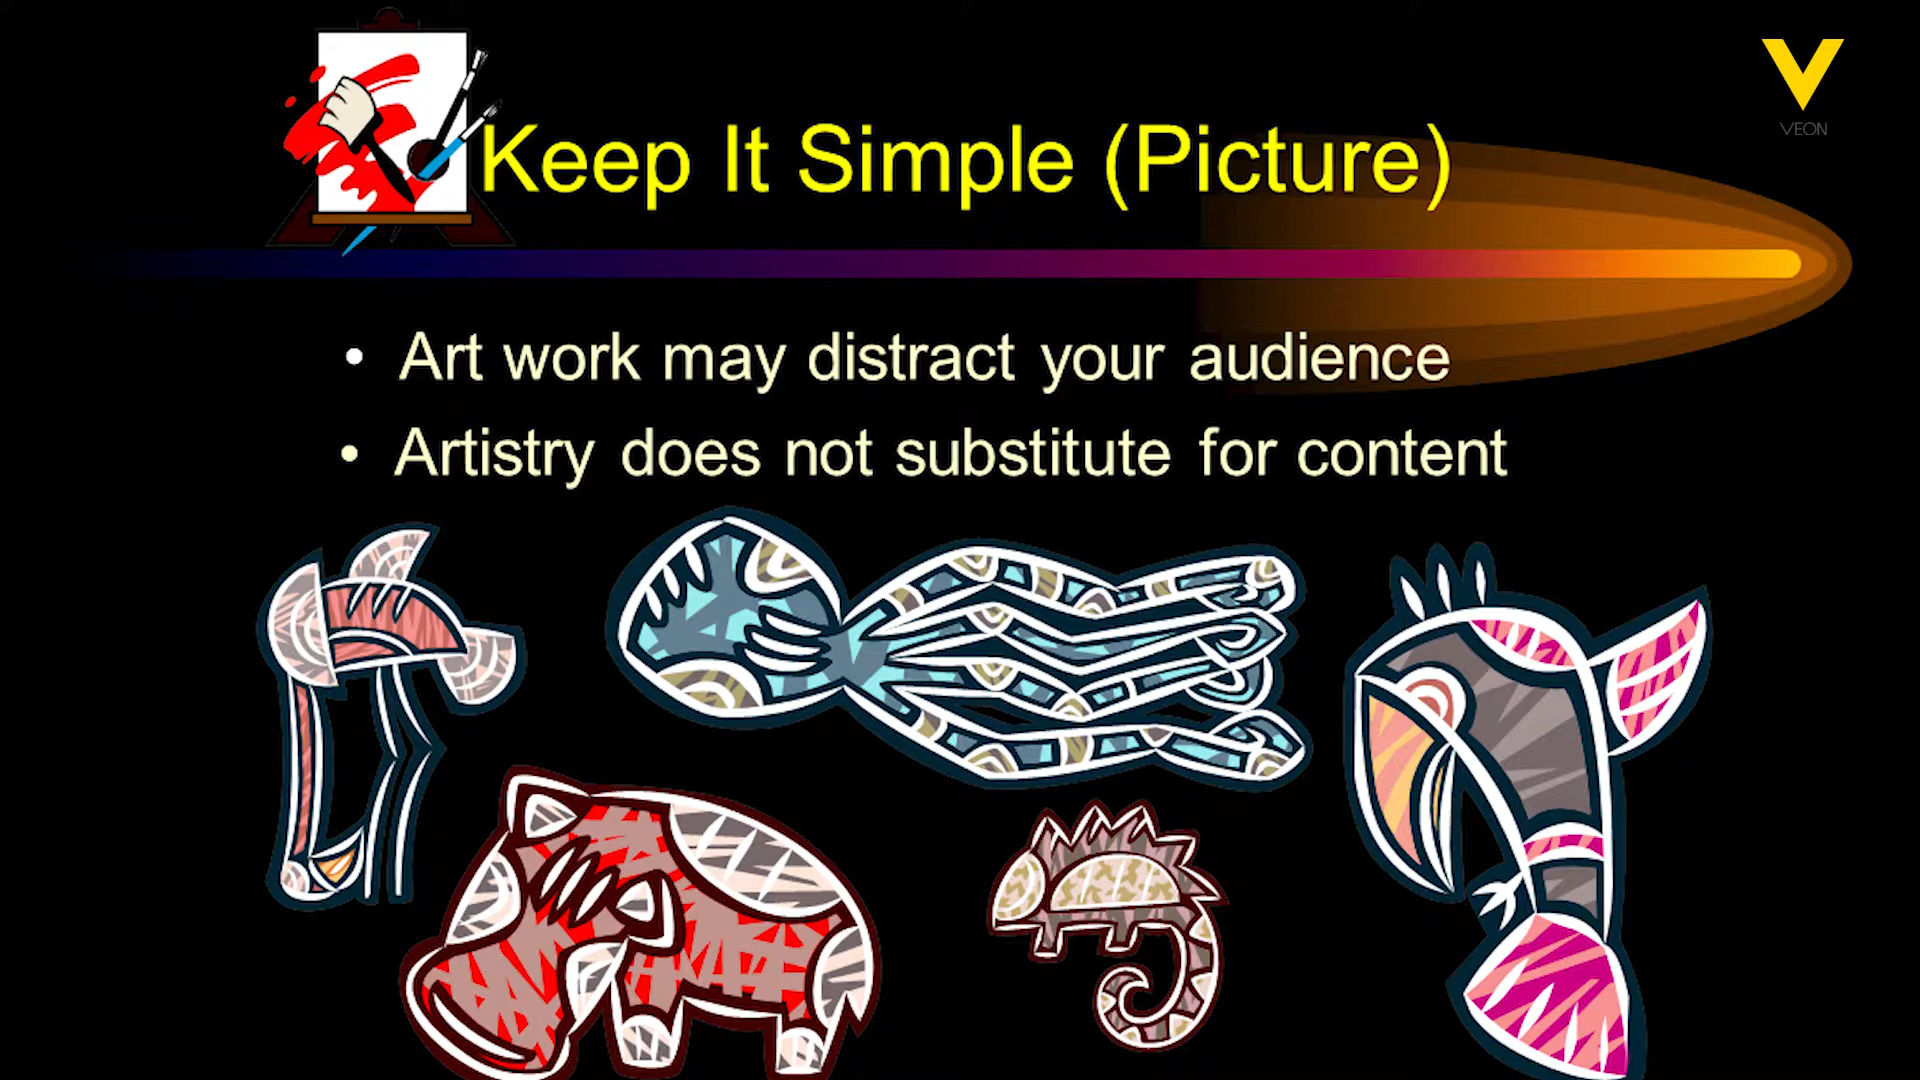 VEON
Keep It Simple (Picture)
• Art work may distract your audience
• Artistry does not substitute for content